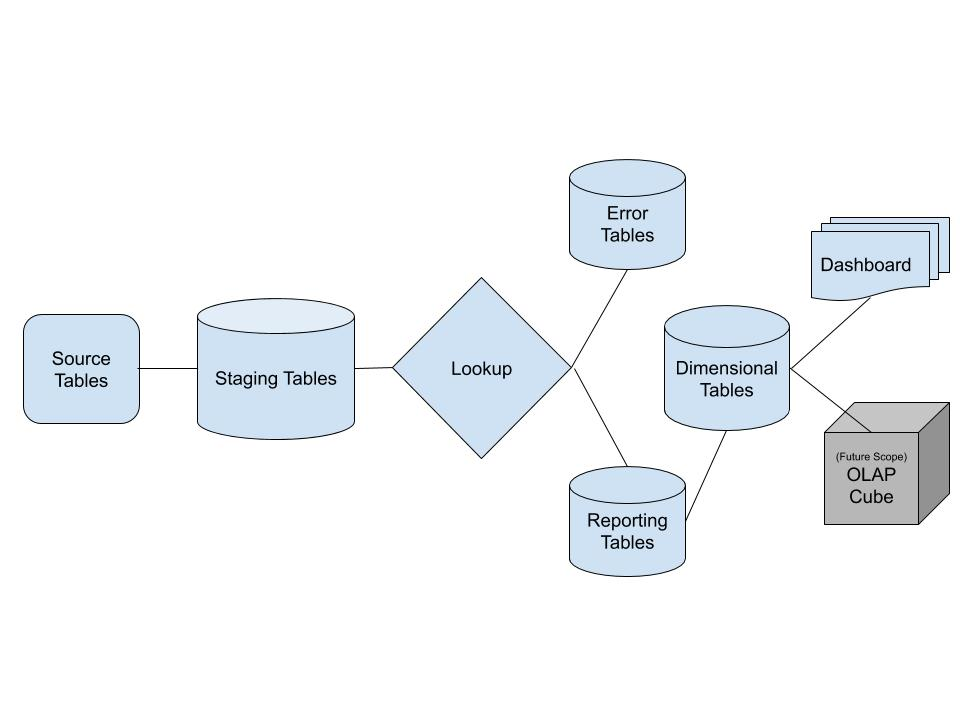 Source
Tables
Staging Tables
Lookup
Error
Tables
Reporting
Tables
Dimensional
Tables
Dashboard
(Future Scope)
OLAP
Cube